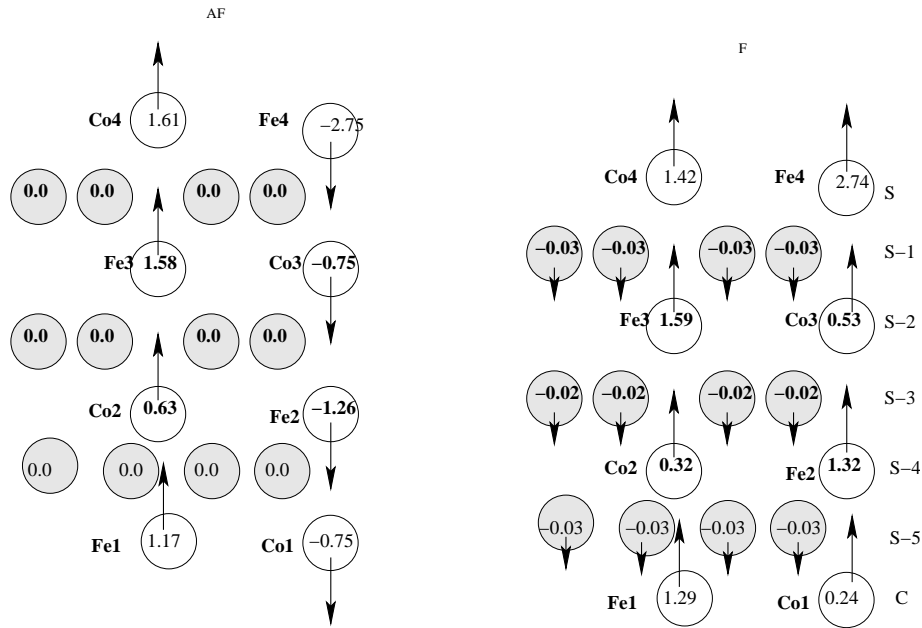 AF
Co4 1.61 Fe4 −2.75
0.0 0.0 0.0 0.0
Fe3 1.58 Co3 −0.75
0.0 0.0 0.0 0.0
Co2 0.63 Fe2 −1.26
0.0 0.0 0.0 0.0
Fe1 1.17 Co1 −0.75
F
Co4 1.42 Fe4 2.74 S
−0.03 −0.03 −0.03 −0.03 S−1
Fe3 1.59 Co3 0.53 S−2
−0.02 −0.02 −0.02 −0.02 S−3
Co2 0.32 Fe2 1.32 S−4
−0.03 −0.03 −0.03 −0.03 S−5
Fe1 1.29 Co1 0.24 C